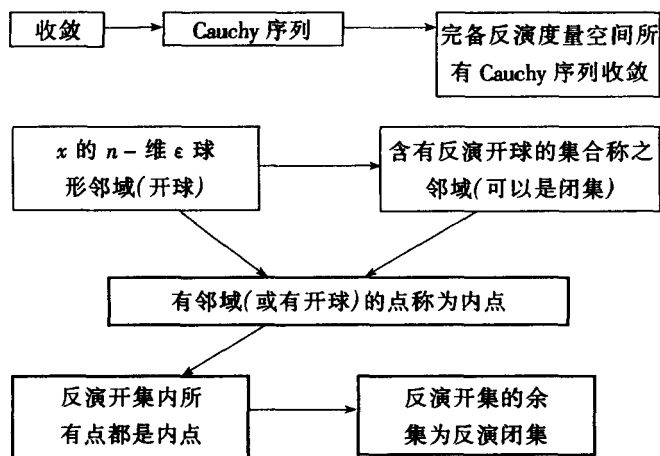 收敛
Cauchy 序列
完备反演度量空间所
有 Cauchy 序列收敛
x 的 n - 维 ε 球
形邻域(开球)
含有反演开球的集合称之
邻域(可以是闭集)
有邻域(或有开球)的点称为内点
反演开集内所
有点都是内点
反演开集的余
集为反演闭集